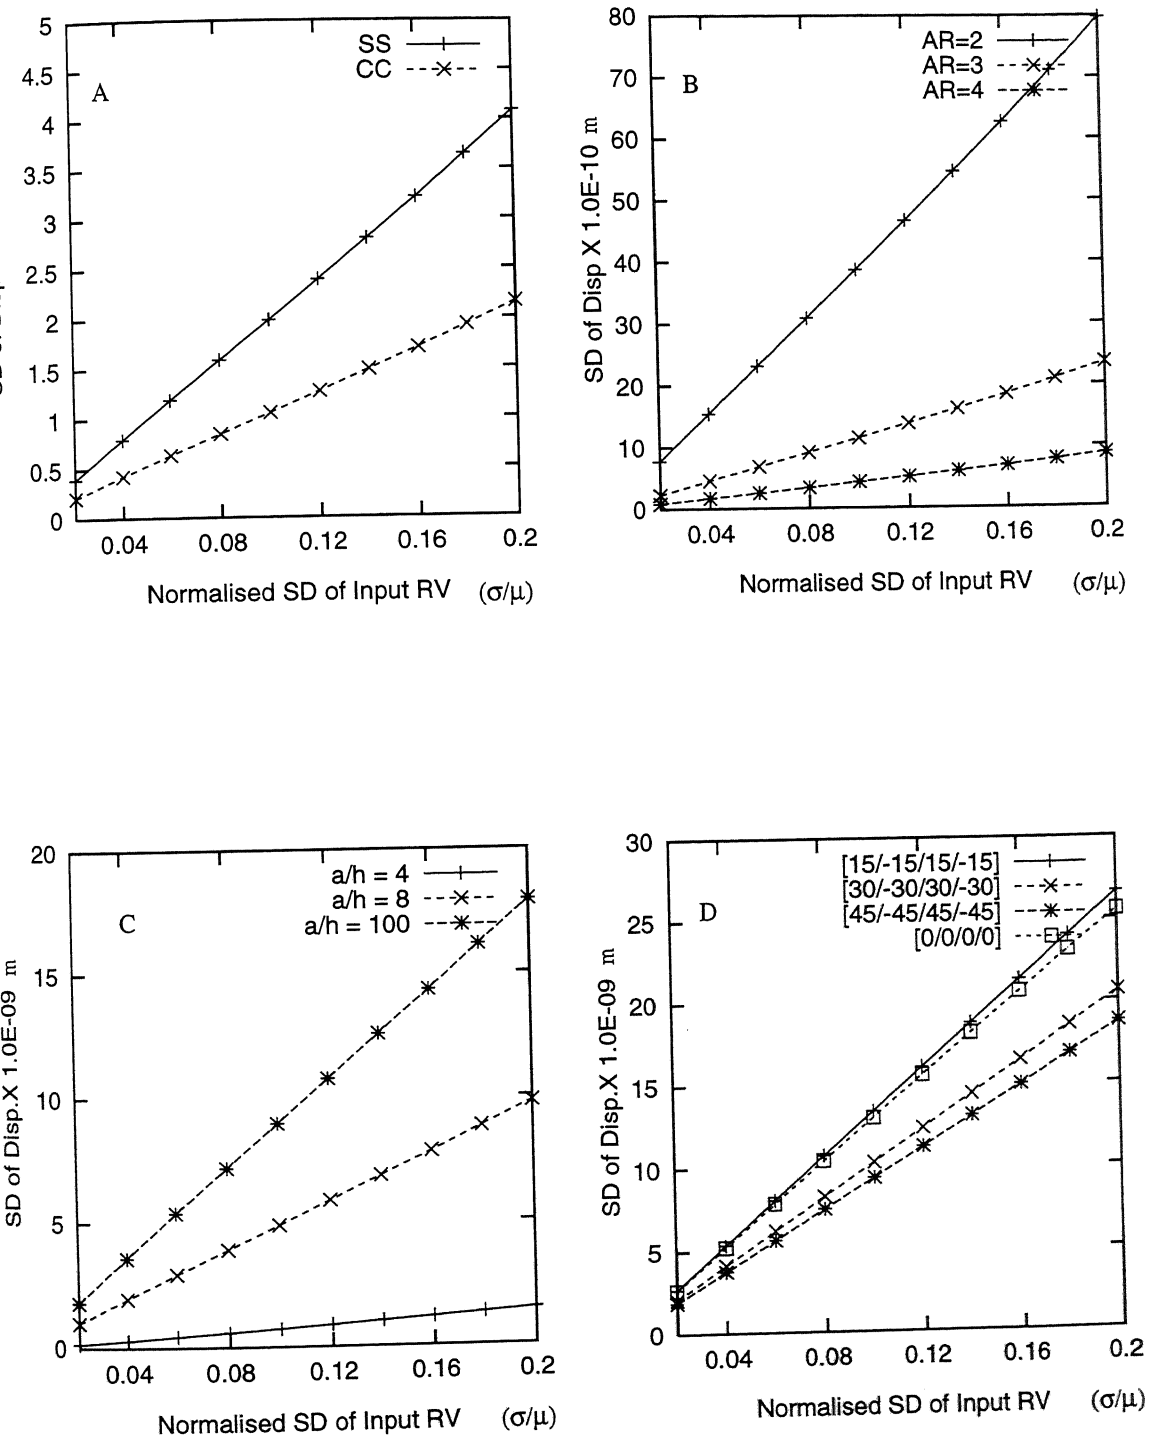 5
4.5
4
3.5
3
2.5
2
1.5
1
0.5
0
A
SS
CC
0.04 0.08 0.12 0.16 0.2
Normalised SD of Input RV (σ/μ)
80
70
60
50
40
30
20
10
0
SD of Disp X 1.0E-10 m
B
AR=2
AR=3
AR=4
0.04 0.08 0.12 0.16 0.2
Normalised SD of Input RV (σ/μ)
20
15
10
5
0
SD of Disp.X 1.0E-09 m
C
a/h = 4
a/h = 8
a/h = 100
0.04 0.08 0.12 0.16 0.2
Normalised SD of Input RV (σ/μ)
30
25
20
15
10
5
0
SD of Disp.X 1.0E-09 m
D
[15/-15/15/-15]
[30/-30/30/-30]
[45/-45/45/-45]
[0/0/0/0]
0.04 0.08 0.12 0.16 0.2
Normalised SD of Input RV (σ/μ)